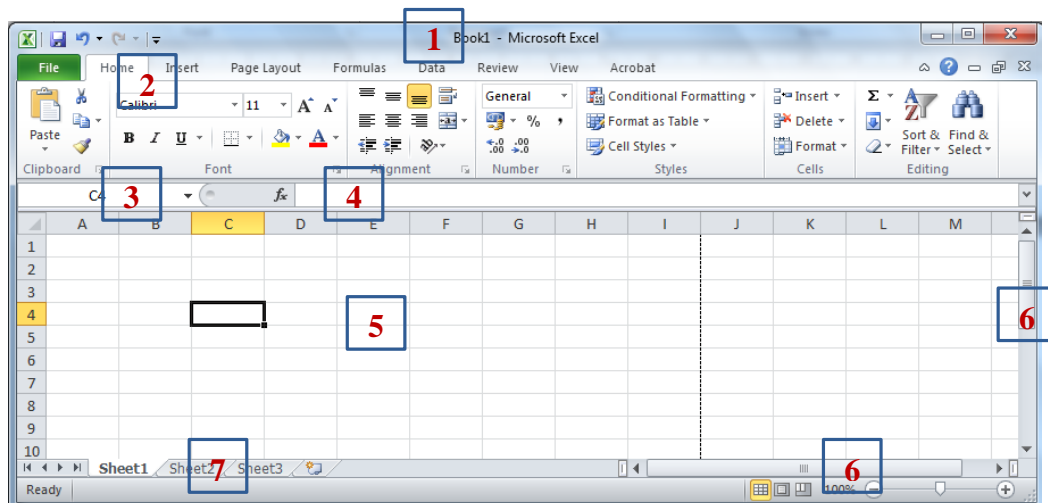 1 Book1 - Microsoft Excel
File Home Insert Page Layout Formulas Data Review View Acrobat
2
Calibri 11 A A General Conditional Formatting Insert Σ
Paste B I U A % , Format as Table Delete Sort & Find &
.00 .00 Cell Styles Format Filter Select
Clipboard Font Alignment Number Styles Cells Editing
C4 3 fx 4
A B C D E F G H I J K L M
1
2
3
4 5 6
5
6
7
8
9
10
Sheet1 Sheet2 7 Sheet3
Ready 100% 6